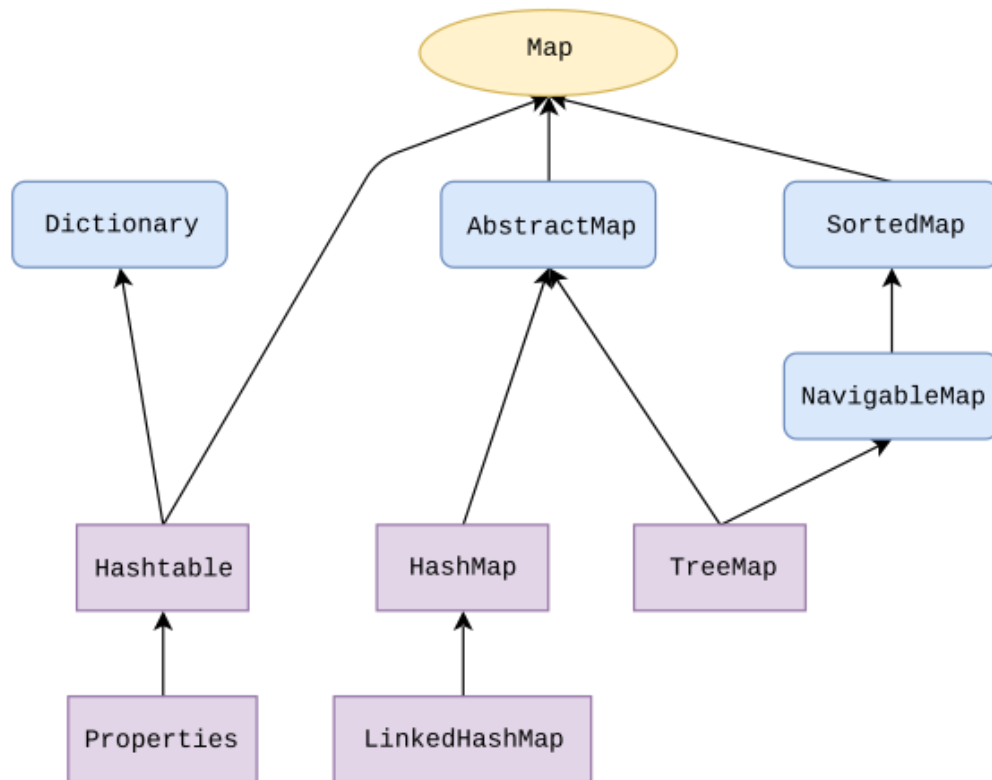 Map
Dictionary
AbstractMap
SortedMap
NavigableMap
Hashtable
HashMap
TreeMap
Properties
LinkedHashMap